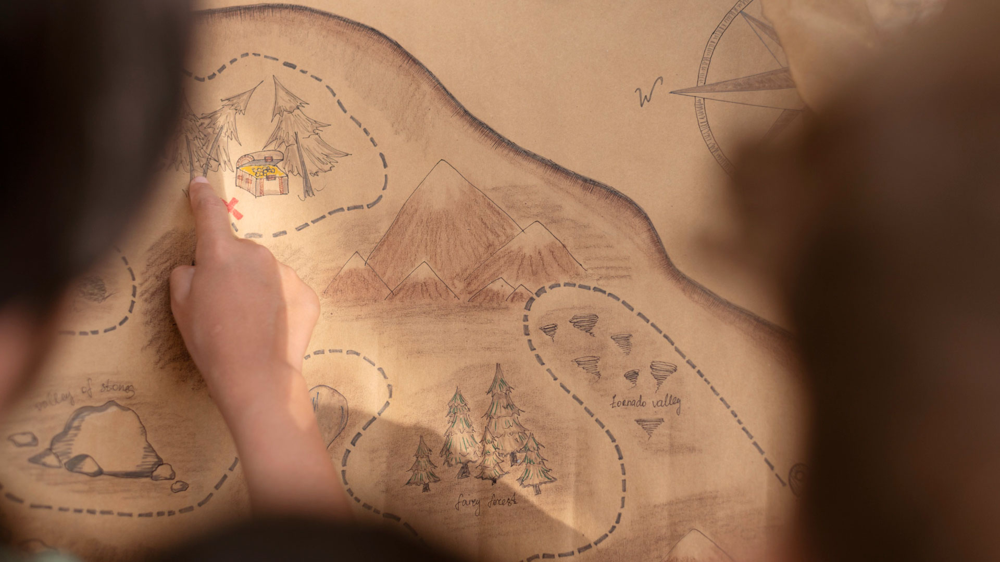 W
valley of stones
tornado valley
fairy forest